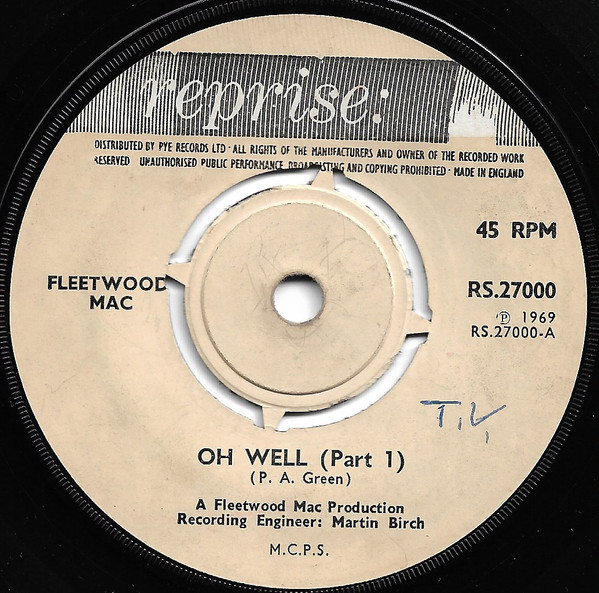 reprise:
DISTRIBUTED BY PYE RECORDS LTD · ALL RIGHTS OF THE MANUFACTURERS AND OWNER OF THE RECORDED WORK
RESERVED UNAUTHORISED PUBLIC PERFORMANCE BROADCASTING AND COPYING PROHIBITED · MADE IN ENGLAND
45 RPM
FLEETWOOD
MAC
RS.27000
Ⓟ 1969
RS.27000-A
OH WELL (Part 1)
(P. A. Green)
A Fleetwood Mac Production
Recording Engineer: Martin Birch
M.C.P.S.